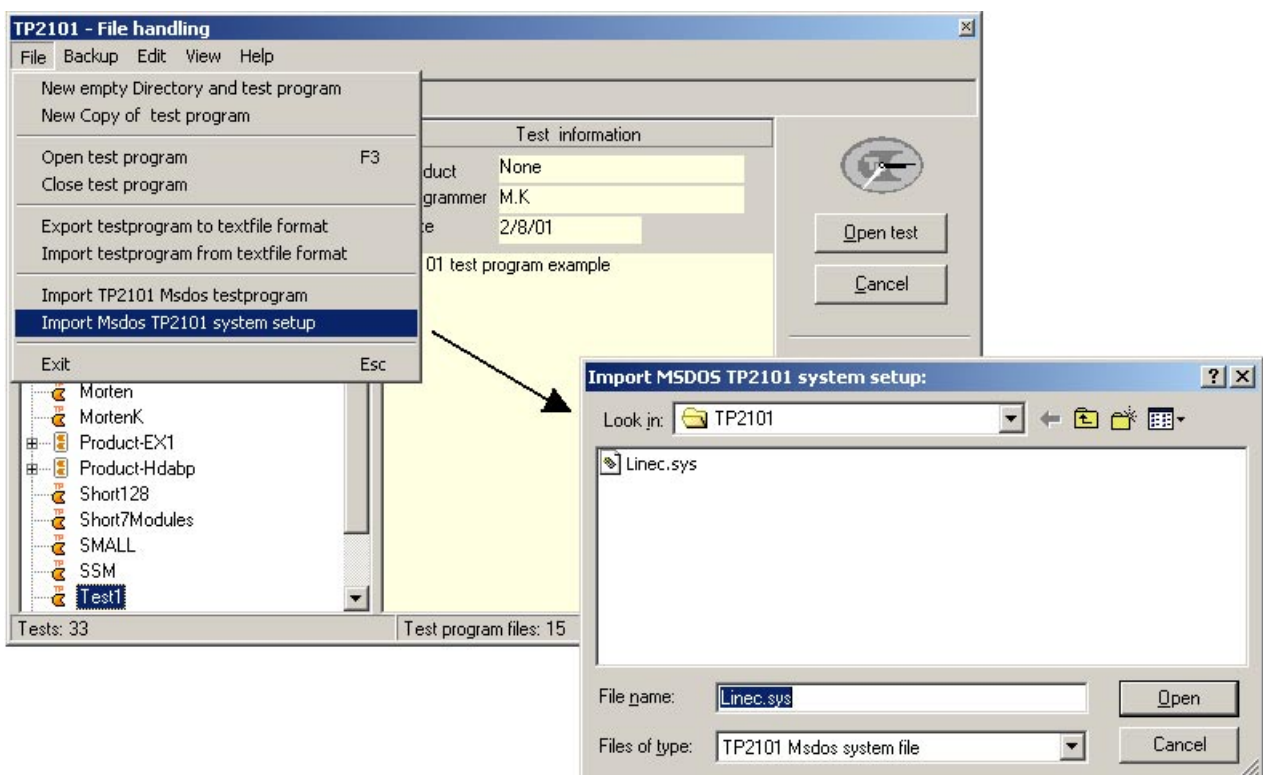 TP2101 - File handling
File Backup Edit View Help
New empty Directory and test program
New Copy of test program
Open test program F3
Close test program
Export testprogram to textfile format
Import testprogram from textfile format
Import TP2101 Msdos testprogram
Import Msdos TP2101 system setup
Exit Esc
Test information
duct None
grammer M.K
te 2/8/01
01 test program example
Open test
Cancel
Morten
MortenK
Product-EX1
Product-Hdabp
Short128
Short7Modules
SMALL
SSM
Test1
Tests: 33 Test program files: 15
Import MSDOS TP2101 system setup:
Look in: TP2101
Linec.sys
File name: Linec.sys Open
Files of type: TP2101 Msdos system file Cancel